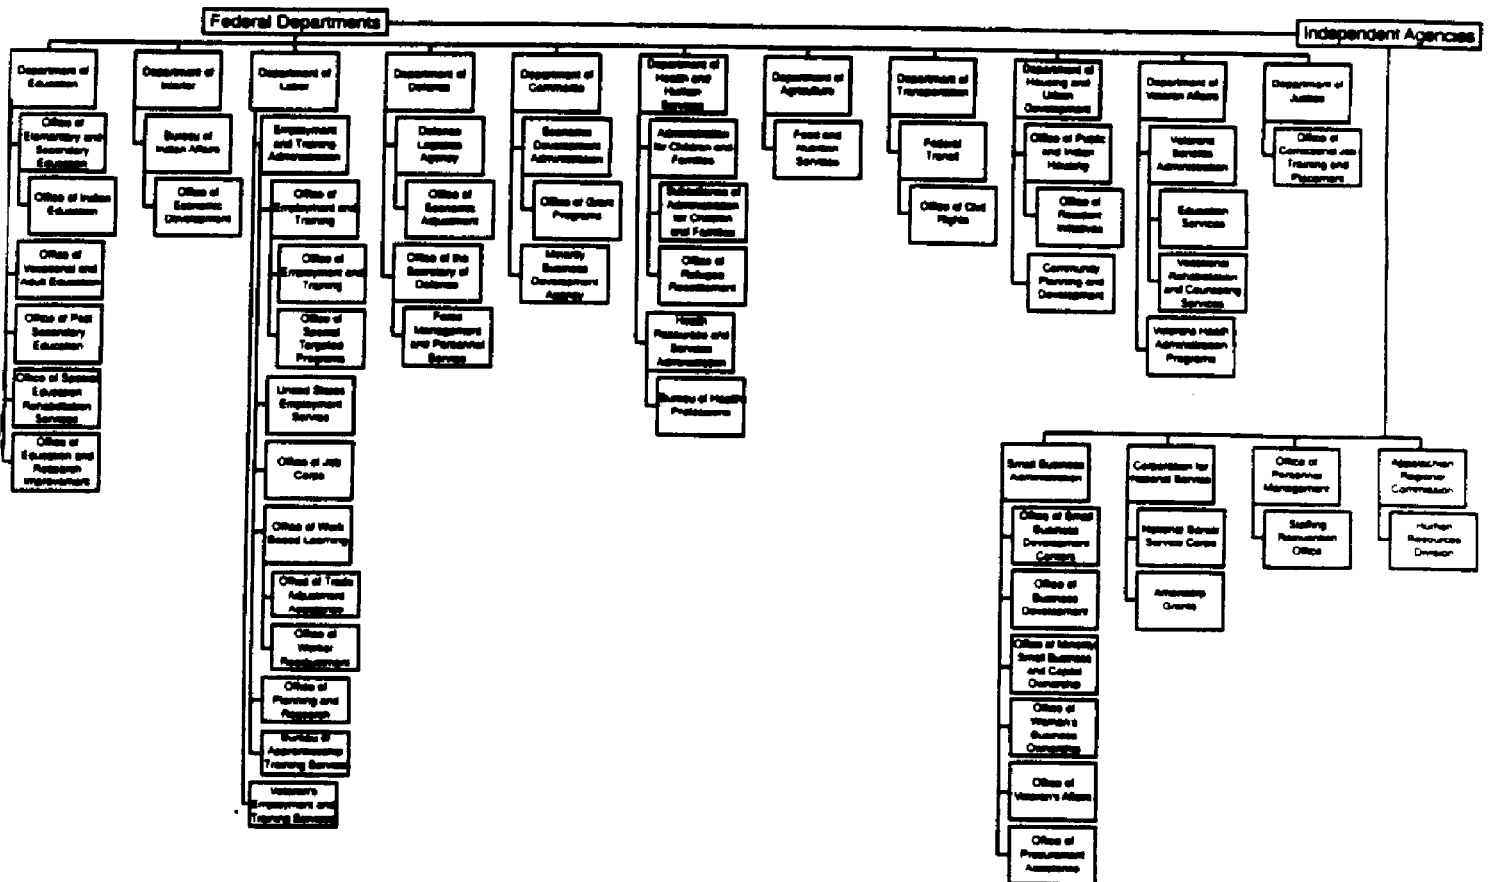 Federal Departments
Independent Agencies
Department of
Education
Office of
Elementary and
Secondary
Education
Office of Indian
Education
Office of
Vocational and
Adult Education
Office of Post
Secondary
Education
Office of Special
Education
Rehabilitation
Services
Office of
Education and
Research
Improvement
Department of
Interior
Bureau of
Indian Affairs
Office of
Economic
Development
Department of
Labor
Employment
and Training
Administration
Office of
Employment and
Training
Office of
Employment and
Training
Office of
Special
Targeted
Programs
United States
Employment
Service
Office of Job
Corps
Office of Work
Based Learning
Office of Trade
Adjustment
Assistance
Office of
Worker
Readjustment
Office of
Planning and
Research
Bureau of
Apprenticeship
Training Services
Veteran's
Employment and
Training Services
Department of
Defense
Defense
Logistics
Agency
Office of
Economic
Adjustment
Office of the
Secretary of
Defense
Force
Management
and Personnel
Service
Department of
Commerce
Economic
Development
Administration
Office of Grant
Programs
Minority
Business
Development
Agency
Department of
Health and
Human
Services
Administration
for Children and
Families
Subsidiaries of
Administration
for Children
and Families
Office of
Refugee
Resettlement
Health
Resources and
Services
Administration
Bureau of Health
Professions
Department of
Agriculture
Food and
Nutrition
Services
Department of
Transportation
Federal
Transit
Office of Civil
Rights
Department of
Housing and
Urban
Development
Office of Public
and Indian
Housing
Office of
Resident
Initiatives
Community
Planning and
Development
Department of
Veteran Affairs
Veterans
Benefits
Administration
Education
Services
Vocational
Rehabilitation
and Counseling
Services
Veterans Health
Administration
Programs
Department of
Justice
Office of
Correctional Job
Training and
Placement
Small Business
Administration
Office of Small
Business
Development
Centers
Office of
Business
Development
Office of Minority
Small Business
and Capital
Ownership
Office of
Women's
Business
Ownership
Office of
Veteran's Affairs
Office of
Procurement
Assistance
Corporation for
National Service
National Senior
Service Corps
Americorp
Grants
Office of
Personnel
Management
Staffing
Reinvention
Office
Appalachian
Regional
Commission
Human
Resources
Division